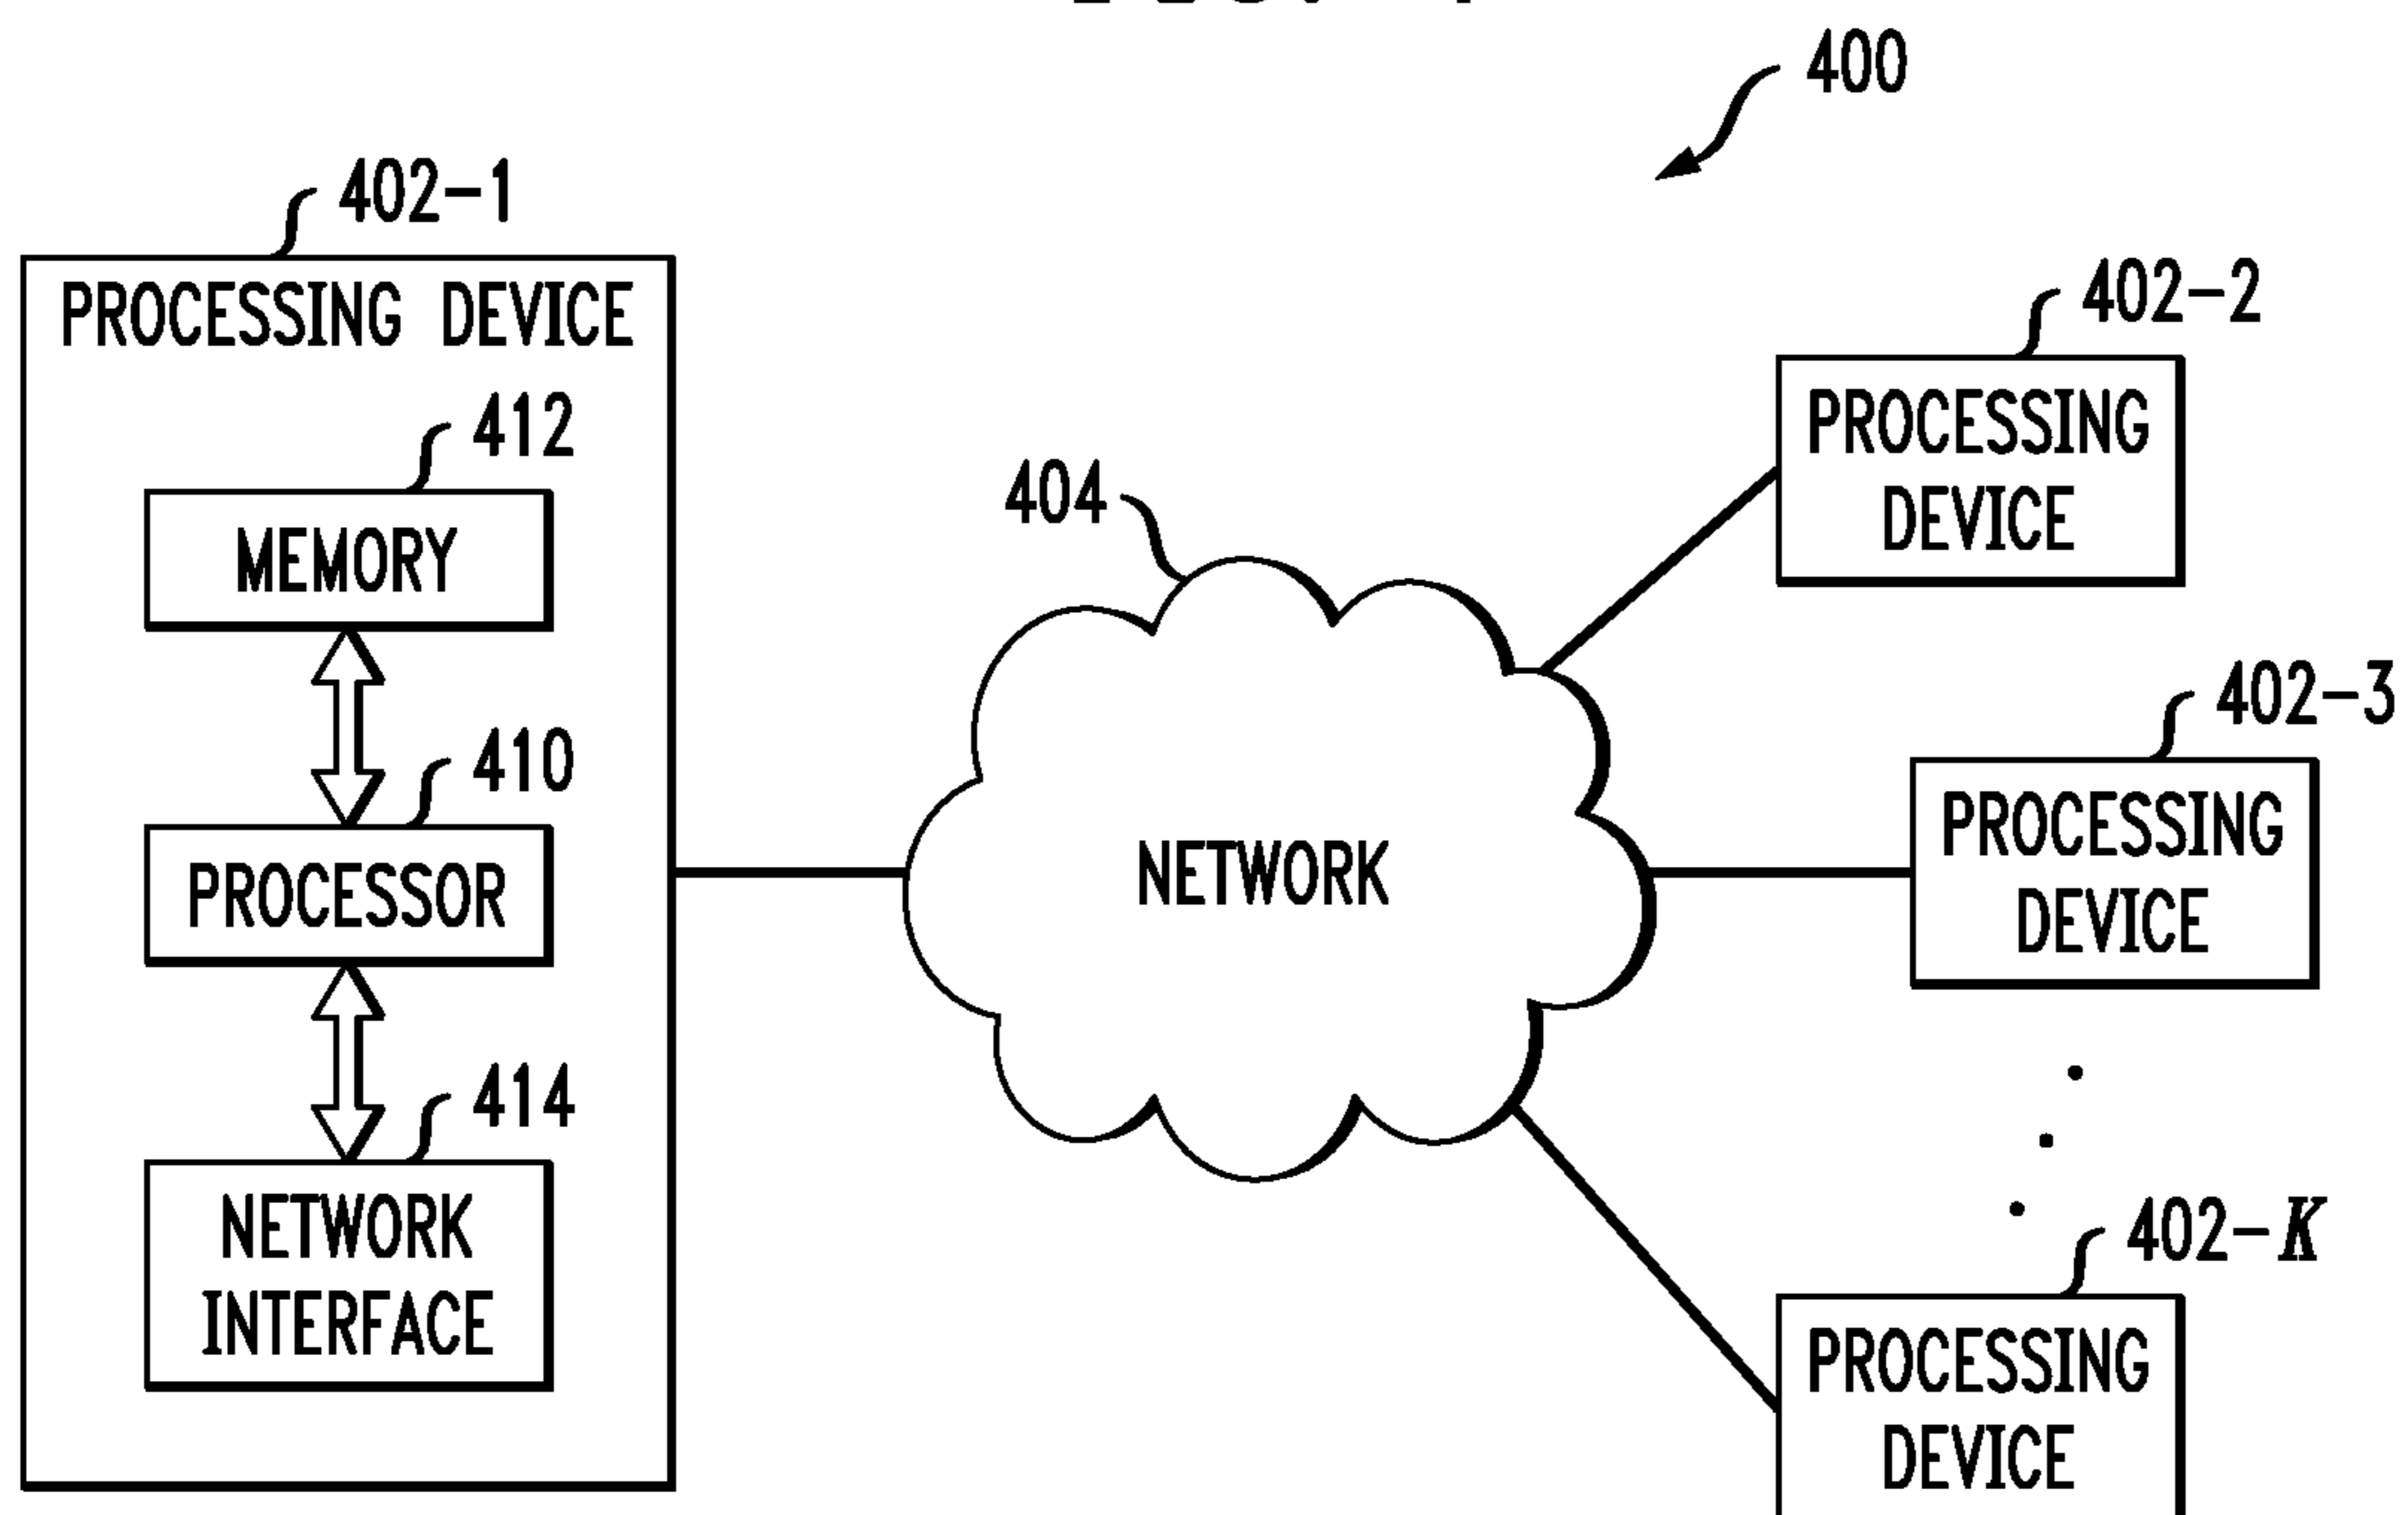 400
402-1
PROCESSING DEVICE
412
MEMORY
410
PROCESSOR
414
NETWORK
INTERFACE
404
NETWORK
402-2
PROCESSING
DEVICE
402-3
PROCESSING
DEVICE
402-K
PROCESSING
DEVICE